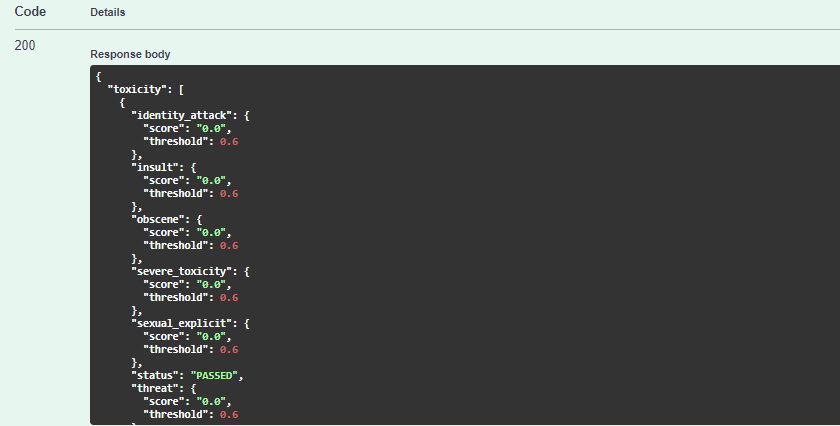 Code Details
200
Response body
{
"toxicity": [
{
"identity_attack": {
"score": "0.0",
"threshold": 0.6
},
"insult": {
"score": "0.0",
"threshold": 0.6
},
"obscene": {
"score": "0.0",
"threshold": 0.6
},
"severe_toxicity": {
"score": "0.0",
"threshold": 0.6
},
"sexual_explicit": {
"score": "0.0",
"threshold": 0.6
},
"status": "PASSED",
"threat": {
"score": "0.0",
"threshold": 0.6